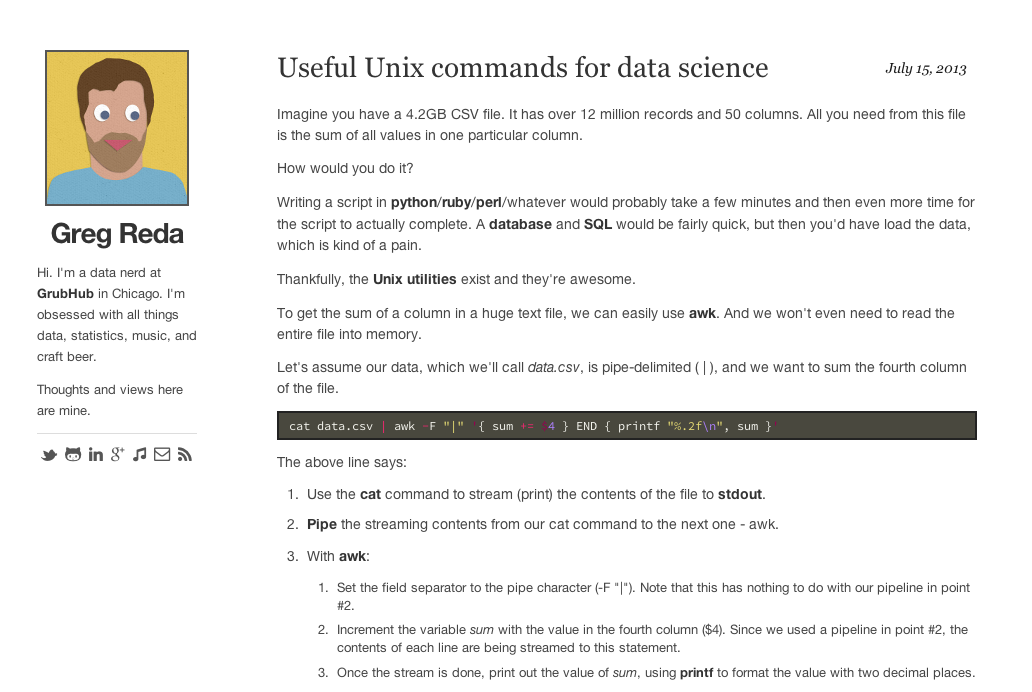 Useful Unix commands for data science
July 15, 2013
Greg Reda
Hi. I'm a data nerd at
GrubHub in Chicago. I'm
obsessed with all things
data, statistics, music, and
craft beer.
Thoughts and views here
are mine.
Imagine you have a 4.2GB CSV file. It has over 12 million records and 50 columns. All you need from this file
is the sum of all values in one particular column.
How would you do it?
Writing a script in python/ruby/perl/whatever would probably take a few minutes and then even more time for
the script to actually complete. A database and SQL would be fairly quick, but then you'd have load the data,
which is kind of a pain.
Thankfully, the Unix utilities exist and they're awesome.
To get the sum of a column in a huge text file, we can easily use awk. And we won't even need to read the
entire file into memory.
Let's assume our data, which we'll call data.csv, is pipe-delimited ( | ), and we want to sum the fourth column
of the file.
cat data.csv | awk -F "|" '{ sum += $4 } END { printf "%.2f\n", sum }'
The above line says:
1. Use the cat command to stream (print) the contents of the file to stdout.
2. Pipe the streaming contents from our cat command to the next one - awk.
3. With awk:
1. Set the field separator to the pipe character (-F "|"). Note that this has nothing to do with our pipeline in point
#2.
2. Increment the variable sum with the value in the fourth column ($4). Since we used a pipeline in point #2, the
contents of each line are being streamed to this statement.
3. Once the stream is done, print out the value of sum, using printf to format the value with two decimal places.